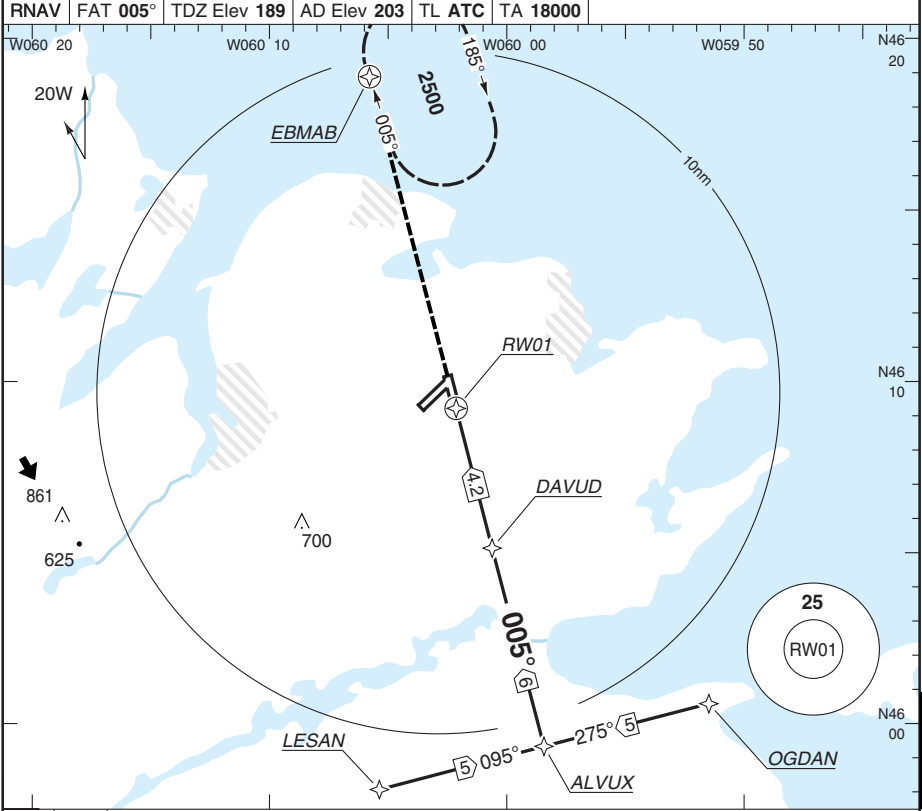 RNAV FAT 005° TDZ Elev 189 AD Elev 203 TL ATC TA 18000
W060 20 W060 10 W060 00 W059 50 N46 20
185°
20W
2500
EBMAB
005°
10nm
RW01
N46 10
4.2
DAVUD
861
700
625
25
005°
RW01
6
N46 00
LESAN
275° 5
5 095°
OGDAN
ALVUX